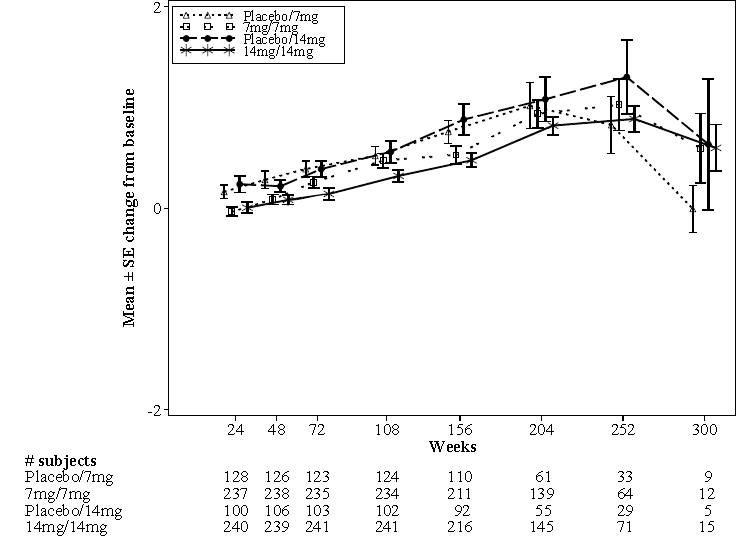 2
Placebo/7mg
7mg/7mg
Placebo/14mg
14mg/14mg
Mean ± SE change from baseline
0
-2
24 48 72 108 156 204 252 300
Weeks
# subjects
Placebo/7mg 128 126 123 124 110 61 33 9
7mg/7mg 237 238 235 234 211 139 64 12
Placebo/14mg 100 106 103 102 92 55 29 5
14mg/14mg 240 239 241 241 216 145 71 15